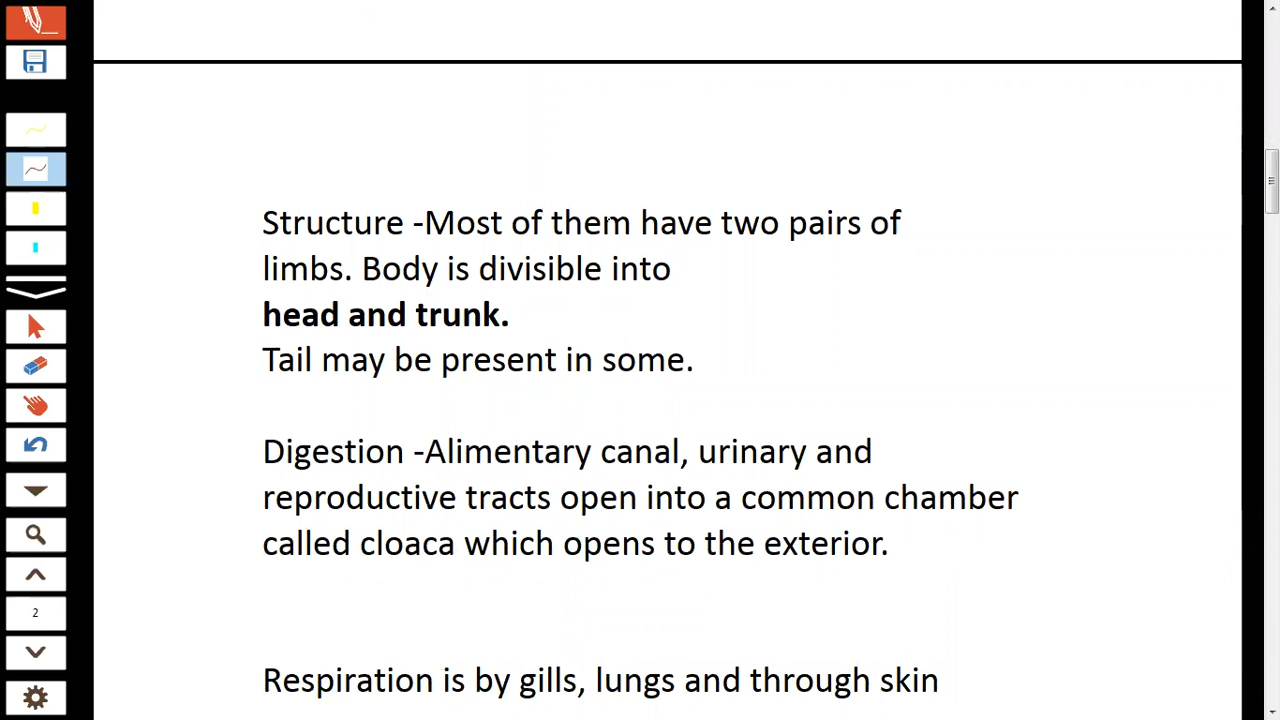 Structure -Most of them have two pairs of
limbs. Body is divisible into
head and trunk.
Tail may be present in some.
Digestion -Alimentary canal, urinary and
reproductive tracts open into a common chamber
called cloaca which opens to the exterior.
2
Respiration is by gills, lungs and through skin